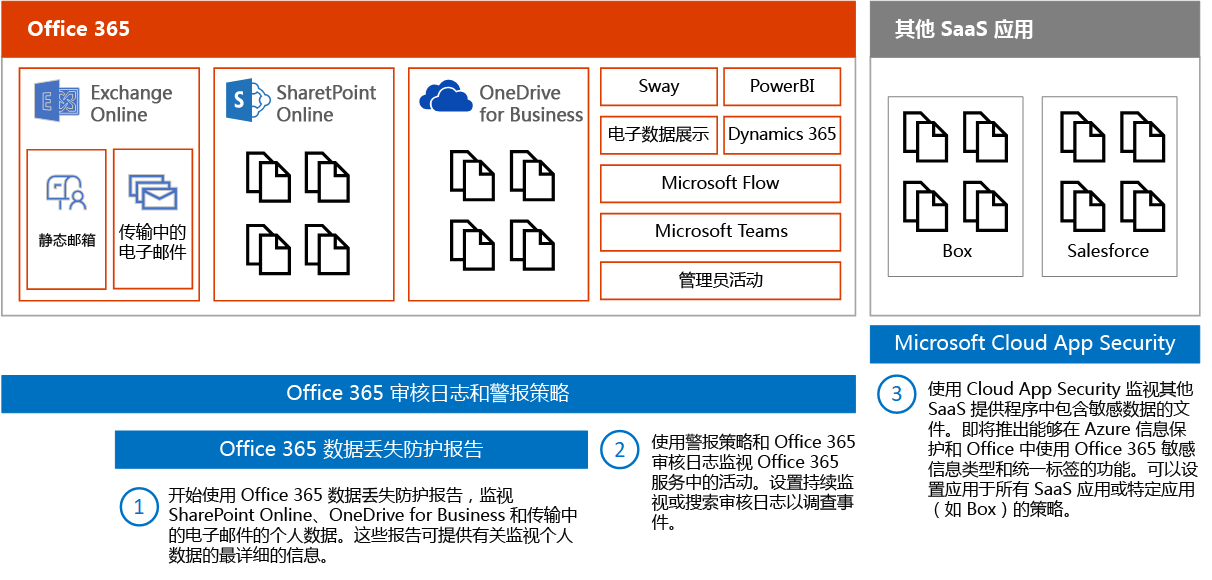 Office 365
Exchange
Online
静态邮箱
传输中的
电子邮件
SharetPoint
Online
OneDrive
for Business
Sway
PowerBI
电子数据展示
Dynamics 365
Microsoft Flow
Microsoft Teams
管理员活动
其他 SaaS 应用
Box
Salesforce
Microsoft Cloud App Security
Office 365 审核日志和警报策略
Office 365 数据丢失防护报告
1
开始使用 Office 365 数据丢失防护报告，监视
SharePoint Online、OneDrive for Business 和传输中
的电子邮件的个人数据。这些报告可提供有关监视个人
数据的最详细的信息。
2
使用警报策略和 Office 365
审核日志监视 Office 365
服务中的活动。设置持续监
视或搜索审核日志以调查事
件。
3
使用 Cloud App Security 监视其他
SaaS 提供程序中包含敏感数据的文
件。即将推出能够在 Azure 信息保
护和 Office 中使用 Office 365 敏感
信息类型和统一标签的功能。可以设
置应用于所有 SaaS 应用或特定应用
（如 Box）的策略。